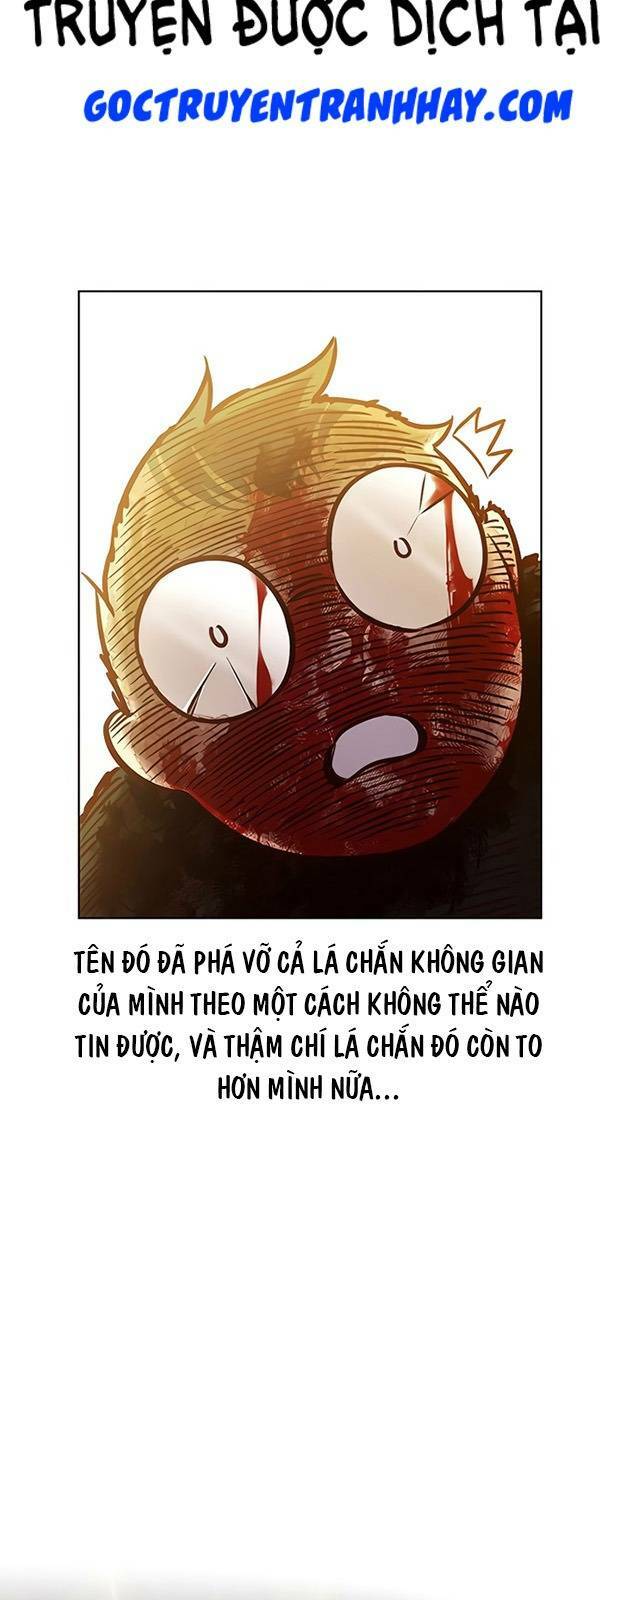 TRUYỆN ĐƯỢC DỊCH TẠI
GOCTRUYENTRANHHAY.COM
TÊN ĐÓ ĐÃ PHÁ VỠ CẢ LÁ CHẮN KHÔNG GIAN
CỦA MÌNH THEO MỘT CÁCH KHÔNG THỂ NÀO
TIN ĐƯỢC, VÀ THẬM CHÍ LÁ CHẮN ĐÓ CÒN TO
HƠN MÌNH NỮA...